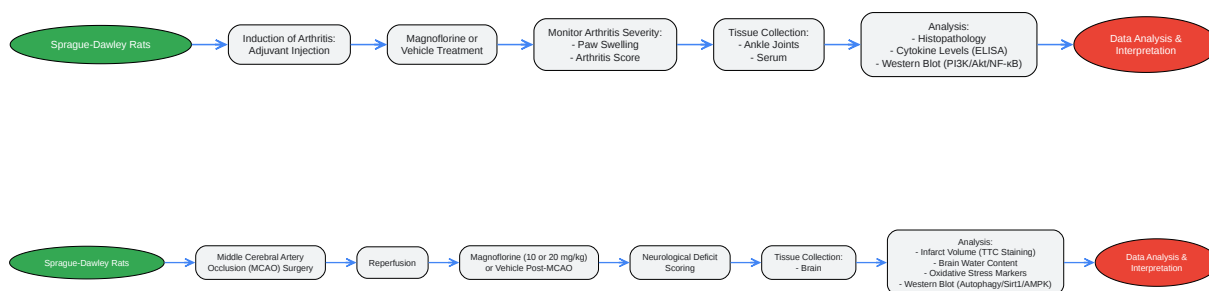 Sprague-Dawley Rats
Induction of Arthritis:
Adjuvant Injection
Magnoflorine or
Vehicle Treatment
Monitor Arthritis Severity:
- Paw Swelling
- Arthritis Score
Tissue Collection:
- Ankle Joints
- Serum
Analysis:
- Histopathology
- Cytokine Levels (ELISA)
- Western Blot (PI3K/Akt/NF-κB)
Data Analysis &
Interpretation
Sprague-Dawley Rats
Middle Cerebral Artery
Occlusion (MCAO) Surgery
Reperfusion
Magnoflorine (10 or 20 mg/kg)
or Vehicle Post-MCAO
Neurological Deficit
Scoring
Tissue Collection:
- Brain
Analysis:
- Infarct Volume (TTC Staining)
- Brain Water Content
- Oxidative Stress Markers
- Western Blot (Autophagy/Sirt1/AMPK)
Data Analysis &
Interpretation